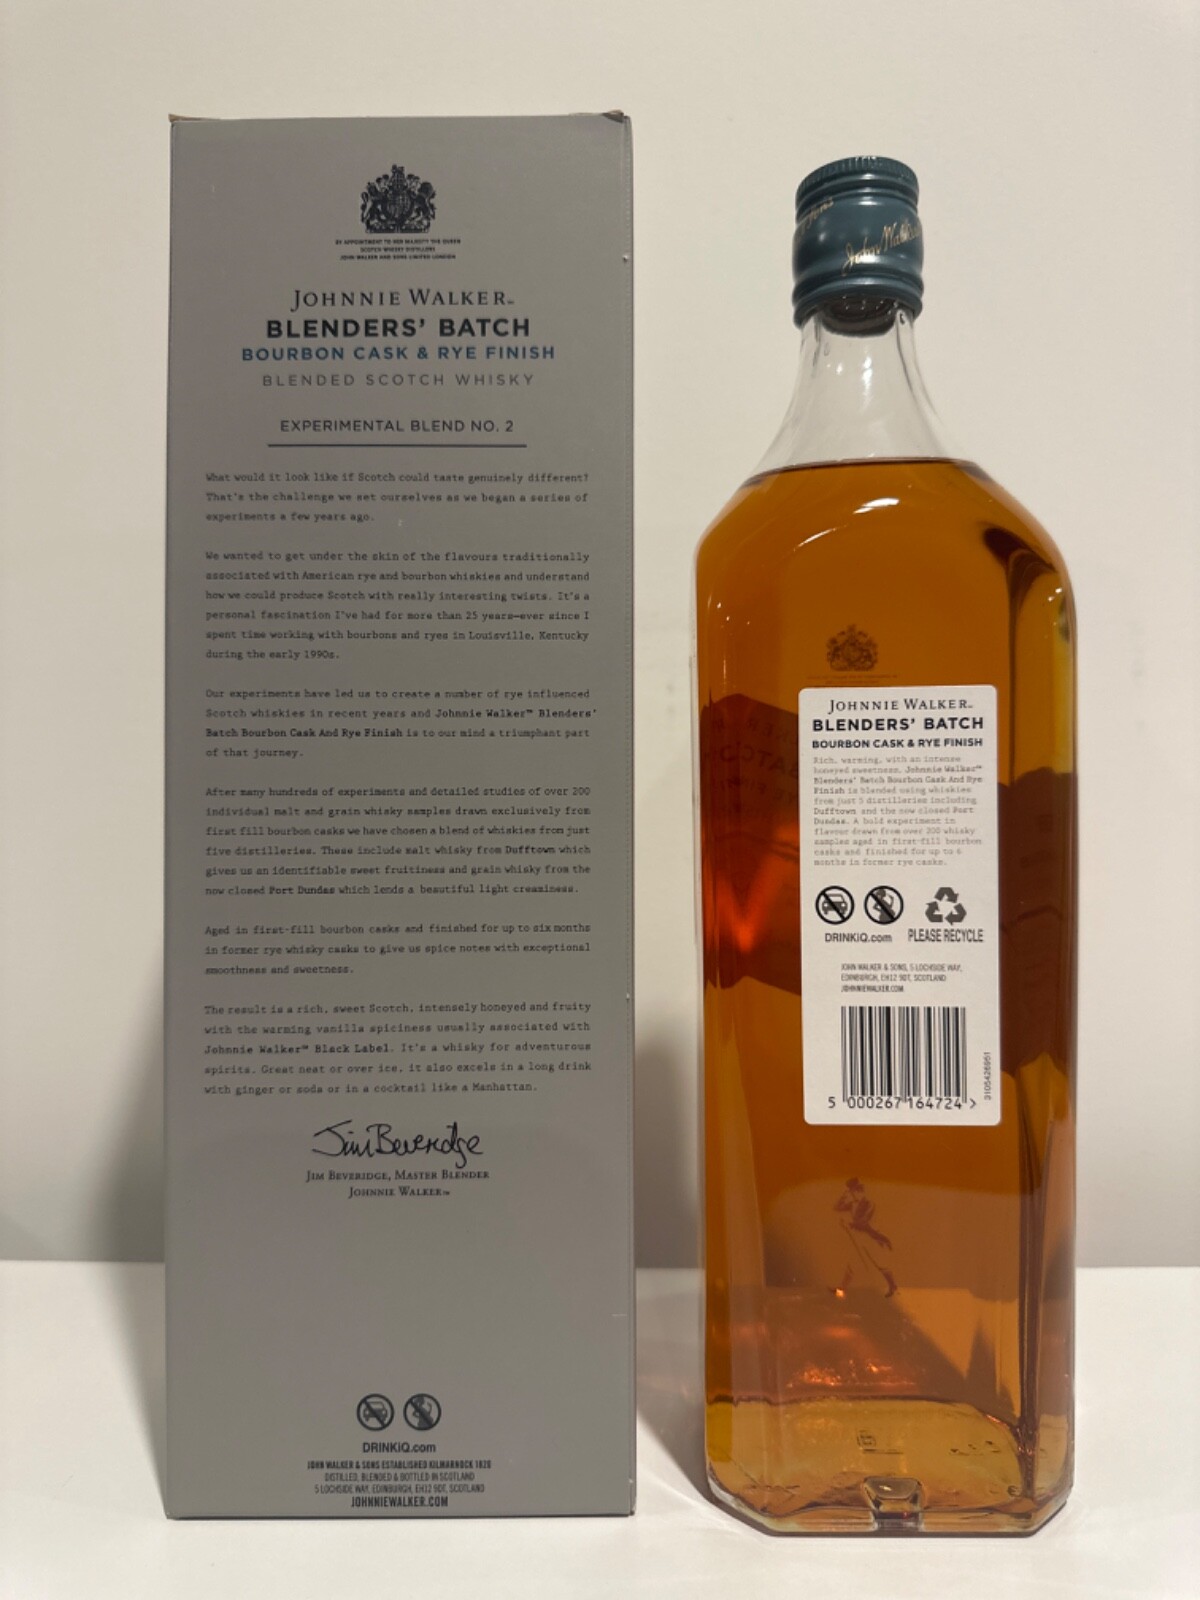 BY APPOINTMENT TO HER MAJESTY THE QUEEN
SCOTCH WHISKY DISTILLERS
JOHN WALKER AND SONS LIMITED LONDON
JOHNNIE WALKER™
BLENDERS' BATCH
BOURBON CASK & RYE FINISH
BLENDED SCOTCH WHISKY
EXPERIMENTAL BLEND NO. 2
What would it look like if Scotch could taste genuinely different?
That's the challenge we set ourselves as we began a series of
experiments a few years ago.
We wanted to get under the skin of the flavours traditionally
associated with American rye and bourbon whiskies and understand
how we could produce Scotch with really interesting twists. It's a
personal fascination I've had for more than 25 years—ever since I
spent time working with bourbons and ryes in Louisville, Kentucky
during the early 1990s.
Our experiments have led us to create a number of rye influenced
Scotch whiskies in recent years and Johnnie Walker™ Blenders'
Batch Bourbon Cask And Rye Finish is to our mind a triumphant part
of that journey.
After many hundreds of experiments and detailed studies of over 200
individual malt and grain whisky samples drawn exclusively from
first fill bourbon casks we have chosen a blend of whiskies from just
five distilleries. These include malt whisky from Dufftown which
gives us an identifiable sweet fruitiness and grain whisky from the
now closed Port Dundas which lends a beautiful light creaminess.
Aged in first-fill bourbon casks and finished for up to six months
in former rye whisky casks to give us spice notes with exceptional
smoothness and sweetness.
The result is a rich, sweet Scotch, intensely honeyed and fruity
with the warming vanilla spiciness usually associated with
Johnnie Walker™ Black Label. It's a whisky for adventurous
spirits. Great neat or over ice, it also excels in a long drink
with ginger or soda or in a cocktail like a Manhattan.
Jim Beveridge
JIM BEVERIDGE, MASTER BLENDER
JOHNNIE WALKER™
DRINKiQ.com
JOHN WALKER & SONS ESTABLISHED KILMARNOCK 1820
DISTILLED, BLENDED & BOTTLED IN SCOTLAND
5 LOCHSIDE WAY, EDINBURGH, EH12 9DT, SCOTLAND
JOHNNIEWALKER.COM
John Walker
JOHNNIE WALKER™
BLENDERS' BATCH
BOURBON CASK & RYE FINISH
Rich, warming, with an intense
honeyed sweetness, Johnnie Walker™
Blenders' Batch Bourbon Cask And Rye
Finish is blended using whiskies
from just 5 distilleries including
Dufftown and the now closed Port
Dundas. A bold experiment in
flavour drawn from over 200 whisky
samples aged in first-fill bourbon
casks and finished for up to 6
months in former rye casks.
DRINKiQ.com PLEASE RECYCLE
JOHN WALKER & SONS, 5 LOCHSIDE WAY,
EDINBURGH, EH12 9DT, SCOTLAND
JOHNNIEWALKER.COM
5 000267 164724 >